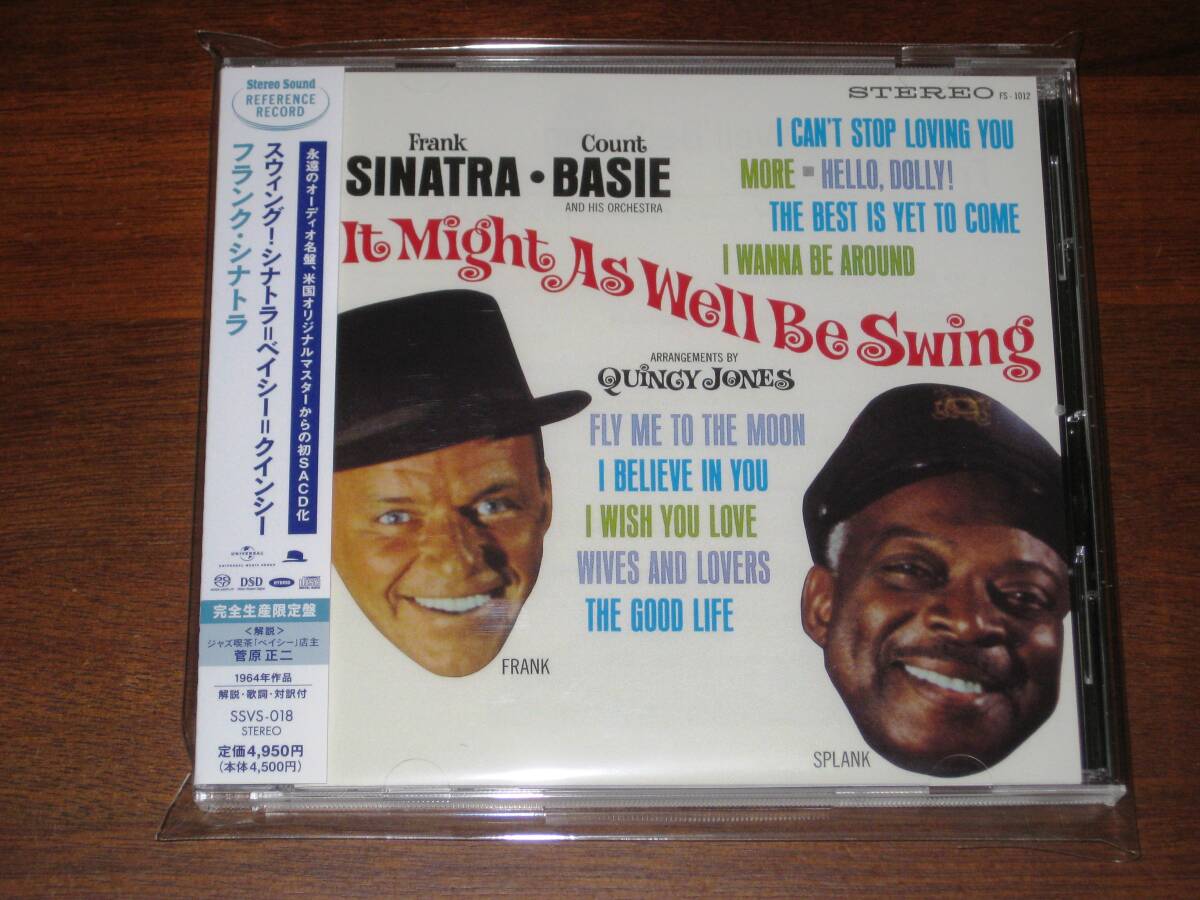 Stereo Sound
REFERENCE
RECORD
永遠のオーディオ名盤、米国オリジナルマスターからの初SACD化
スウィング!シナトラ=ベイシー=クインシー
フランク・シナトラ
UNIVERSAL
UNIVERSAL MUSIC GROUP
DSD
HYBRID
完全生産限定盤
<解説>
ジャズ喫茶「ベイシー」店主
菅原正二
1964年作品
解説・歌詞・対訳付
SSVS-018
STEREO
定価4,950円
(本体4,500円)
STEREO FS-1012
Frank
SINATRA • Count
BASIE
AND HIS ORCHESTRA
I CAN'T STOP LOVING YOU
MORE ▪ HELLO, DOLLY!
THE BEST IS YET TO COME
I WANNA BE AROUND
It Might As Well Be Swing
ARRANGEMENTS BY
QUINCY JONES
FLY ME TO THE MOON
I BELIEVE IN YOU
I WISH YOU LOVE
WIVES AND LOVERS
THE GOOD LIFE
FRANK
SPLANK